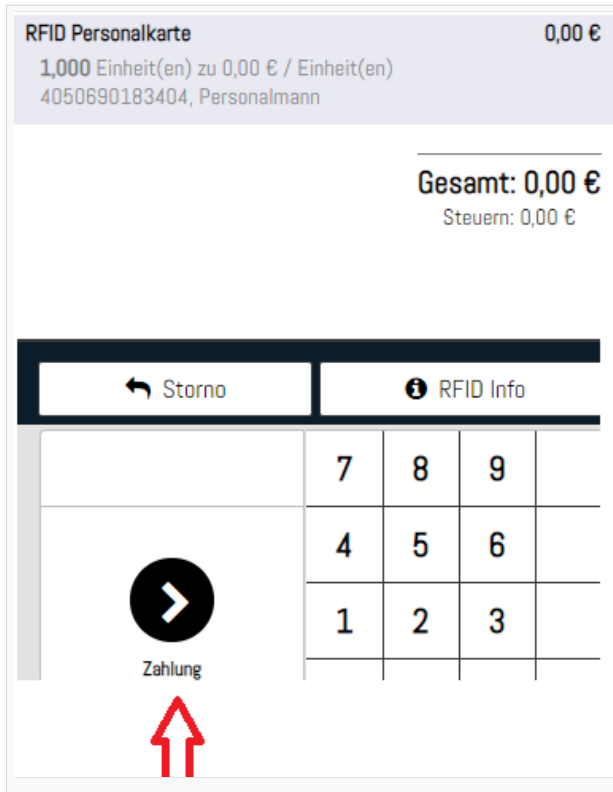 RFID Personalkarte 0,00 €
1,000 Einheit(en) zu 0,00 € / Einheit(en)
4050690183404, Personalmann
Gesamt: 0,00 €
Steuern: 0,00 €
Storno RFID Info
7 8 9
4 5 6
1 2 3
Zahlung